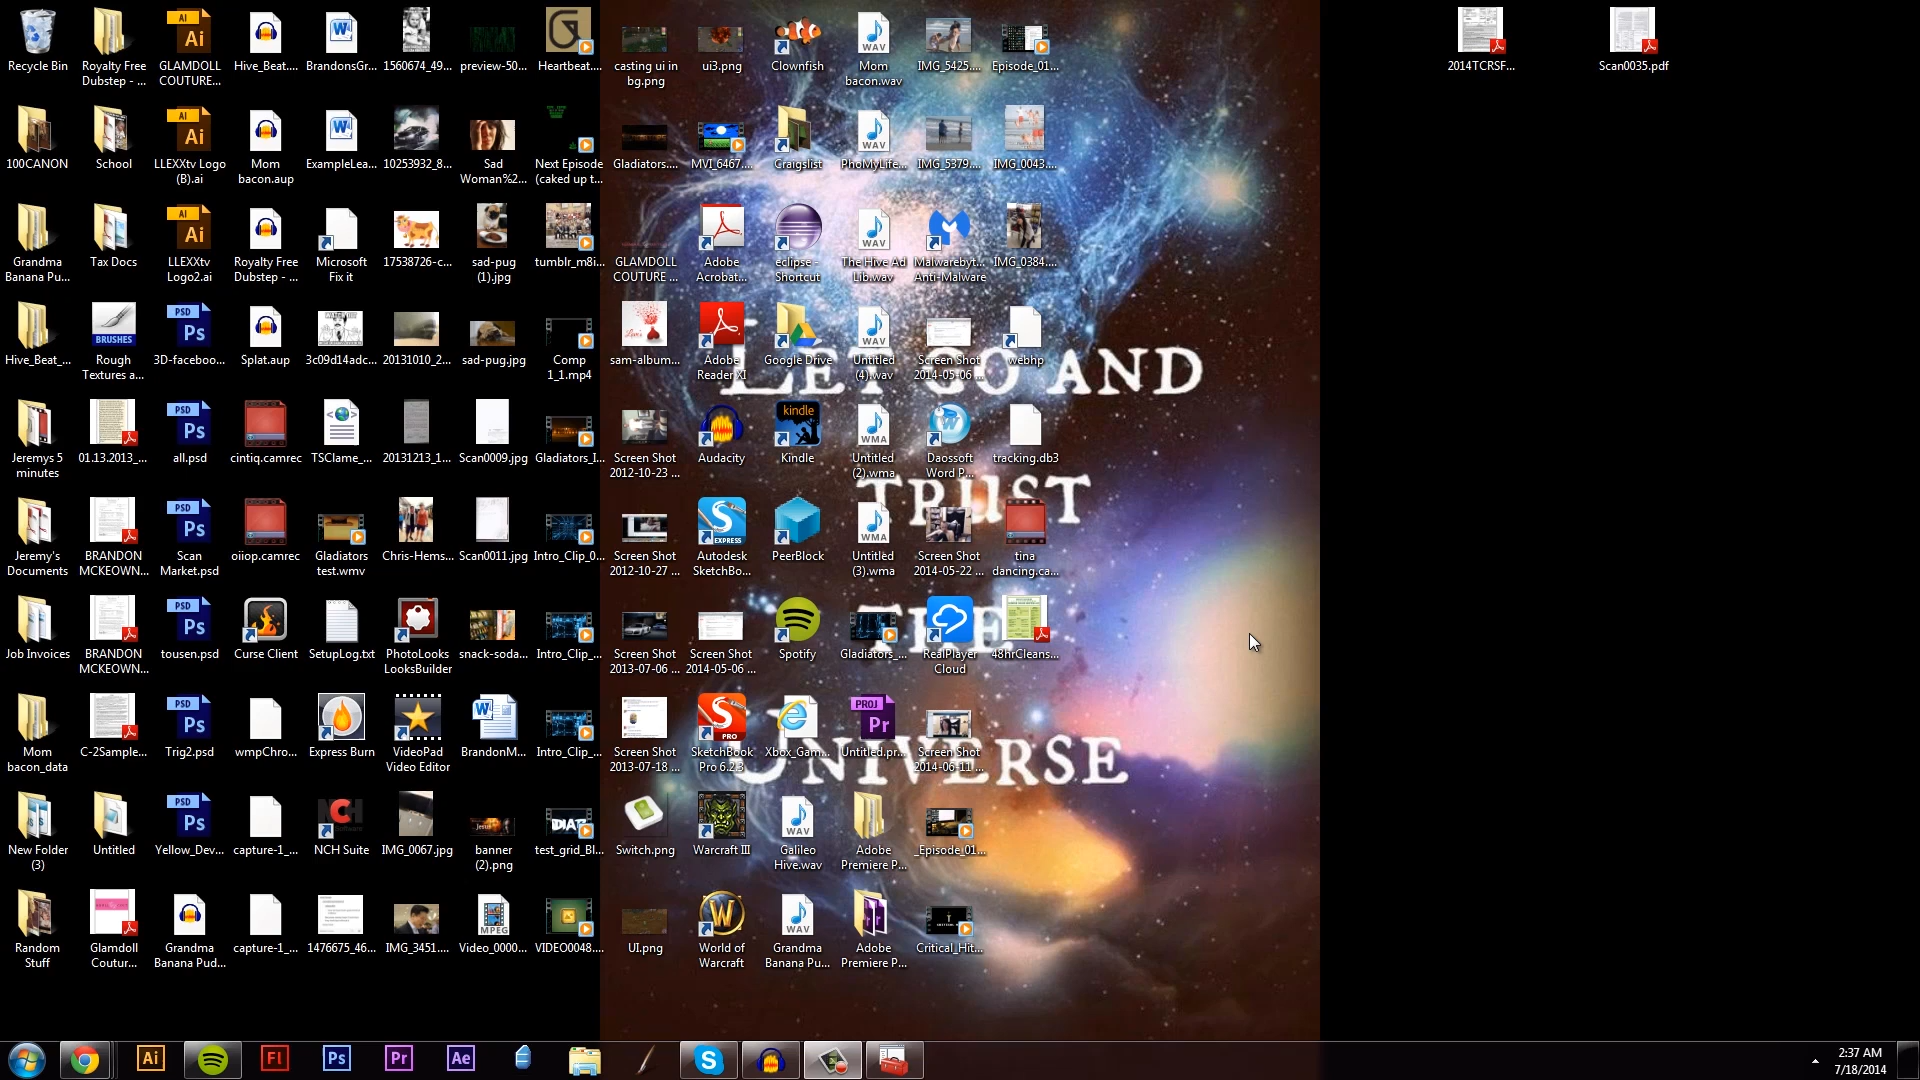 Recycle Bin
Royalty Free
Dubstep - ...
GLAMDOLL
COUTURE...
Hive_Beat....
BrandonsGr...
1560674_49...
preview-50...
Heartbeat....
casting ui in
bg.png
ui3.png
Clownfish
Mom
bacon.wav
IMG_5425....
Episode_01...
2014TCRSF...
Scan0035.pdf
100CANON
School
LLEXXtv Logo
(B).ai
Mom
bacon.aup
ExampleLea...
10253932_8...
Sad
Woman%2...
Next Episode
(caked up t...
Gladiators....
MVI_6467....
Craigslist
PhoMyLife...
IMG_5379....
IMG_0043....
Grandma
Banana Pu...
Tax Docs
LLEXXtv
Logo2.ai
Royalty Free
Dubstep - ...
Microsoft
Fix it
17538726-c...
sad-pug
(1).jpg
tumblr_m8i...
GLAMDOLL
COUTURE ...
Adobe
Acrobat...
eclipse -
Shortcut
The Hive Ad
Lib.wav
Malwarebyt...
Anti-Malware
IMG_0384....
Hive_Beat_...
Rough
Textures a...
3D-faceboo...
Splat.aup
3c09d14adc...
20131010_2...
sad-pug.jpg
Comp
1_1.mp4
sam-album...
Adobe
Reader XI
Google Drive
Untitled
(4).wav
Screen Shot
2014-05-06 ...
webhp
LET GO AND
Jeremys 5
minutes
01.13.2013_...
all.psd
cintiq.camrec
TSClame_...
20131213_1...
Scan0009.jpg
Gladiators_I...
Screen Shot
2012-10-23 ...
Audacity
Kindle
Untitled
(2).wma
Daossoft
Word P...
tracking.db3
TRUST
Jeremy's
Documents
BRANDON
MCKEOWN...
Scan
Market.psd
oiiop.camrec
Gladiators
test.wmv
Chris-Hems...
Scan0011.jpg
Intro_Clip_0...
Screen Shot
2012-10-27 ...
Autodesk
SketchBo...
PeerBlock
Untitled
(3).wma
Screen Shot
2014-05-22 ...
tina
dancing.ca...
THE
Job Invoices
BRANDON
MCKEOWN...
tousen.psd
Curse Client
SetupLog.txt
PhotoLooks
LooksBuilder
snack-soda...
Intro_Clip_...
Screen Shot
2013-07-06 ...
Screen Shot
2014-05-06 ...
Spotify
Gladiators_...
RealPlayer
Cloud
48hrCleans...
UNIVERSE
Mom
bacon_data
C-2Sample...
Trig2.psd
wmpChro...
Express Burn
VideoPad
Video Editor
BrandonM...
Intro_Clip_...
Screen Shot
2013-07-18 ...
SketchBook
Pro 6.2.3
Xbox_Gam...
Untitled.pr...
Screen Shot
2014-06-11 ...
New Folder
(3)
Untitled
Yellow_Dev...
capture-1_...
NCH Suite
IMG_0067.jpg
banner
(2).png
test_grid_Bl...
Switch.png
Warcraft III
Galileo
Hive.wav
Adobe
Premiere P...
_Episode_01...
Random
Stuff
Glamdoll
Coutur...
Grandma
Banana Pud...
capture-1_...
1476675_46...
IMG_3451....
Video_0000...
VIDEO0048....
UI.png
World of
Warcraft
Grandma
Banana Pu...
Adobe
Premiere P...
Critical_Hit...
2:37 AM
7/18/2014